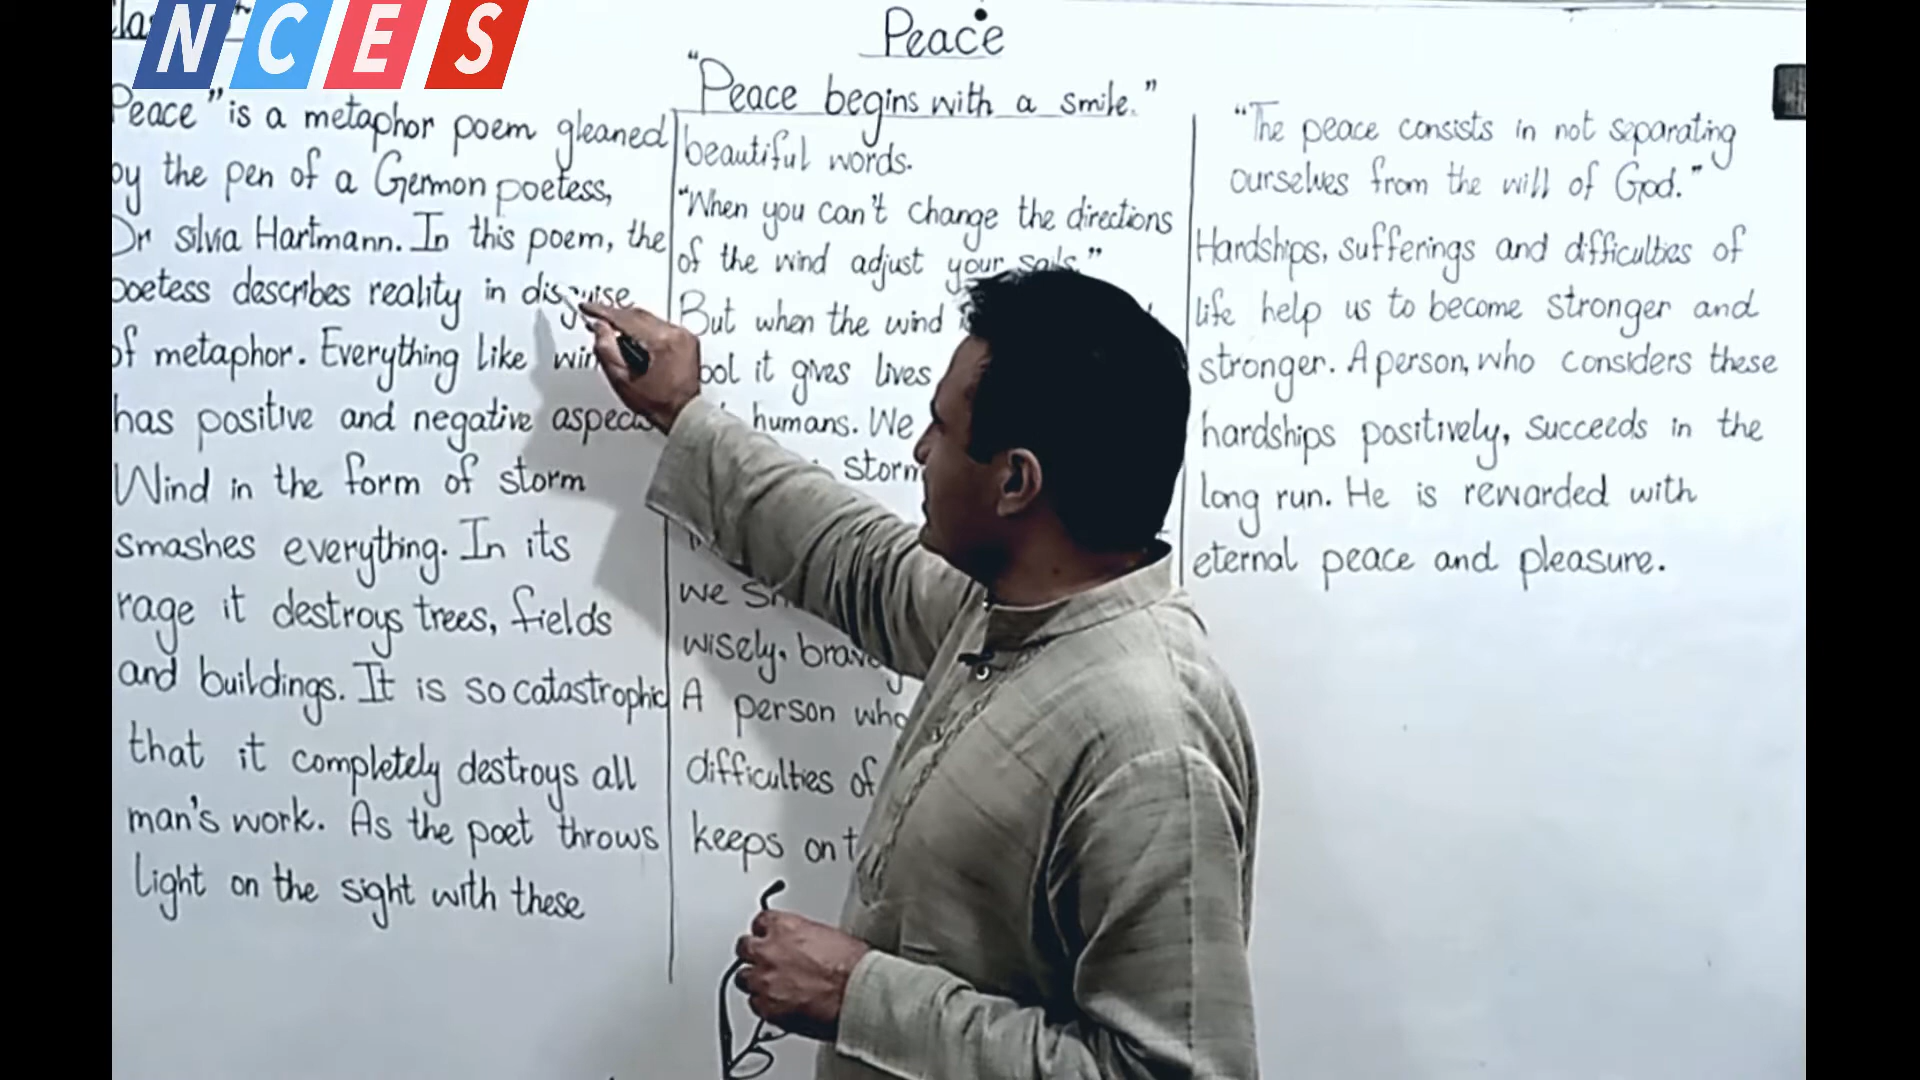 NCES
Peace
"Peace begins with a smile."
Peace" is a metaphor poem gleaned
by the pen of a German poetess,
Dr Silvia Hartmann. In this poem, the
poetess describes reality in disguise
of metaphor. Everything like
has positive and negative aspects
Wind in the form of storm
smashes everything. In its
rage it destroys trees, fields
and buildings. It is so catastrophic
that it completely destroys all
man's work. As the poet throws
light on the sight with these
beautiful words.
"When you can't change the directions
of the wind adjust your sails."
But when the wind
it gives lives
humans. We
storm
we
wisely, brav
A person who
difficulties of
keeps on
"The peace consists in not separating
ourselves from the will of God."
Hardships, sufferings and difficulties of
life help us to become stronger and
stronger. A person, who considers these
hardships positively, succeeds in the
long run. He is rewarded with
eternal peace and pleasure.